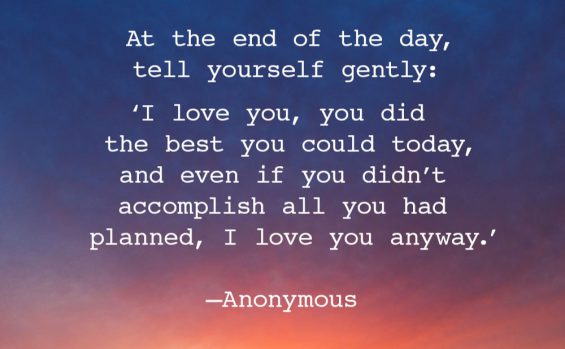 At the end of the day,
tell yourself gently:
‘I love you, you did
the best you could today,
and even if you didn’t
accomplish all you had
planned, I love you anyway.’
—Anonymous